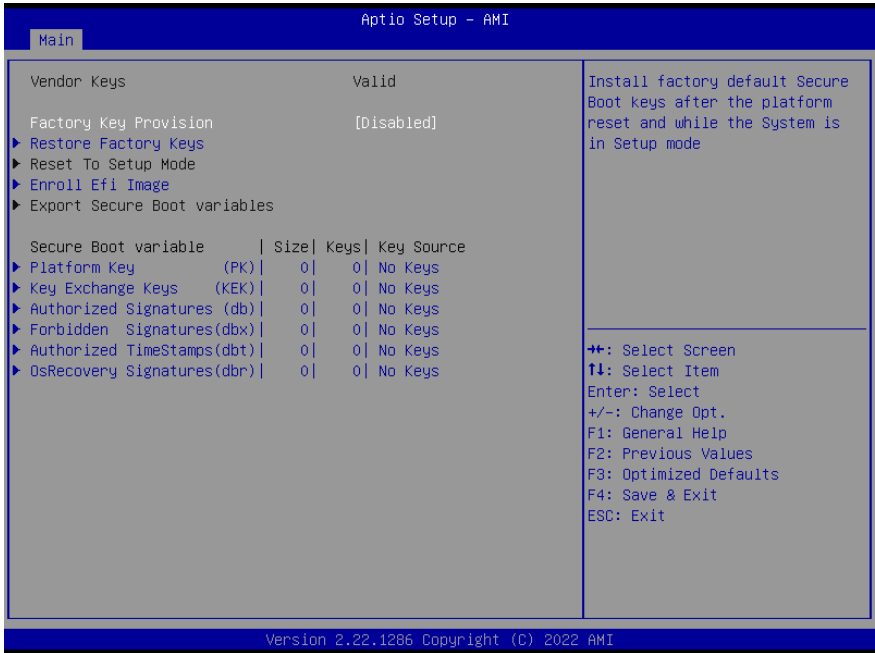 Aptio Setup – AMI
Main
Vendor Keys Valid
Factory Key Provision [Disabled]
Restore Factory Keys
Reset To Setup Mode
Enroll Efi Image
Export Secure Boot variables
Secure Boot variable | Size| Keys| Key Source
Platform Key (PK)| 0| 0| No Keys
Key Exchange Keys (KEK)| 0| 0| No Keys
Authorized Signatures (db)| 0| 0| No Keys
Forbidden Signatures(dbx)| 0| 0| No Keys
Authorized TimeStamps(dbt)| 0| 0| No Keys
OsRecovery Signatures(dbr)| 0| 0| No Keys
Install factory default Secure
Boot keys after the platform
reset and while the System is
in Setup mode
→←: Select Screen
↑↓: Select Item
Enter: Select
+/-: Change Opt.
F1: General Help
F2: Previous Values
F3: Optimized Defaults
F4: Save & Exit
ESC: Exit
Version 2.22.1286 Copyright (C) 2022 AMI